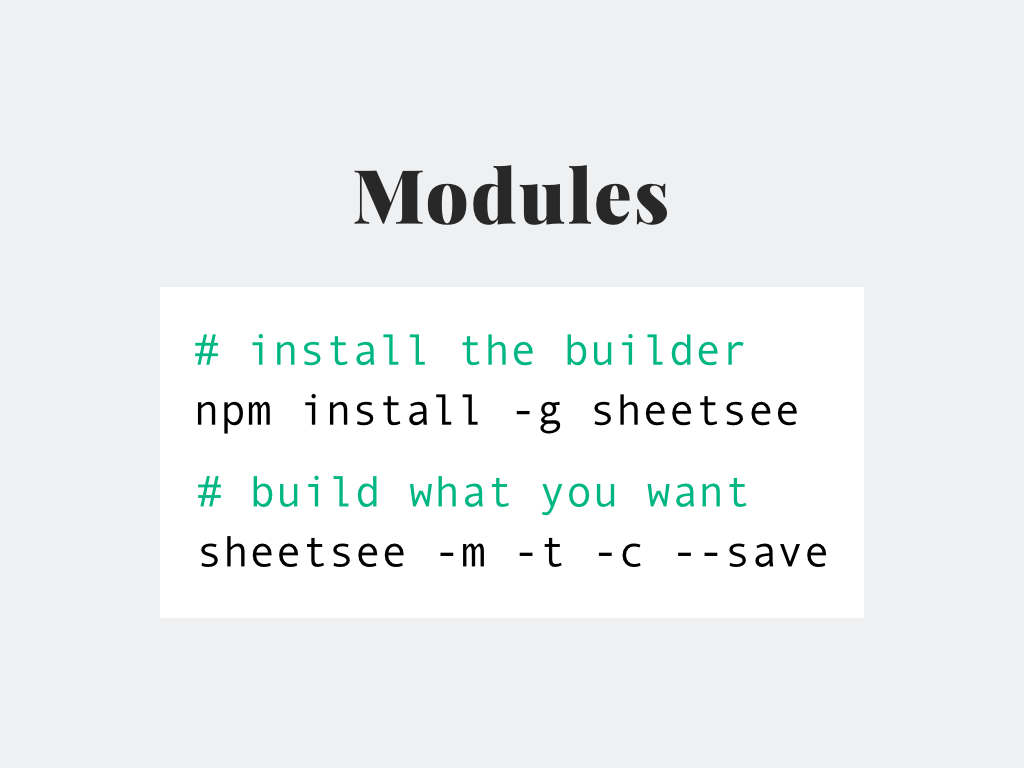 Modules
# install the builder
npm install -g sheetsee
# build what you want
sheetsee -m -t -c --save